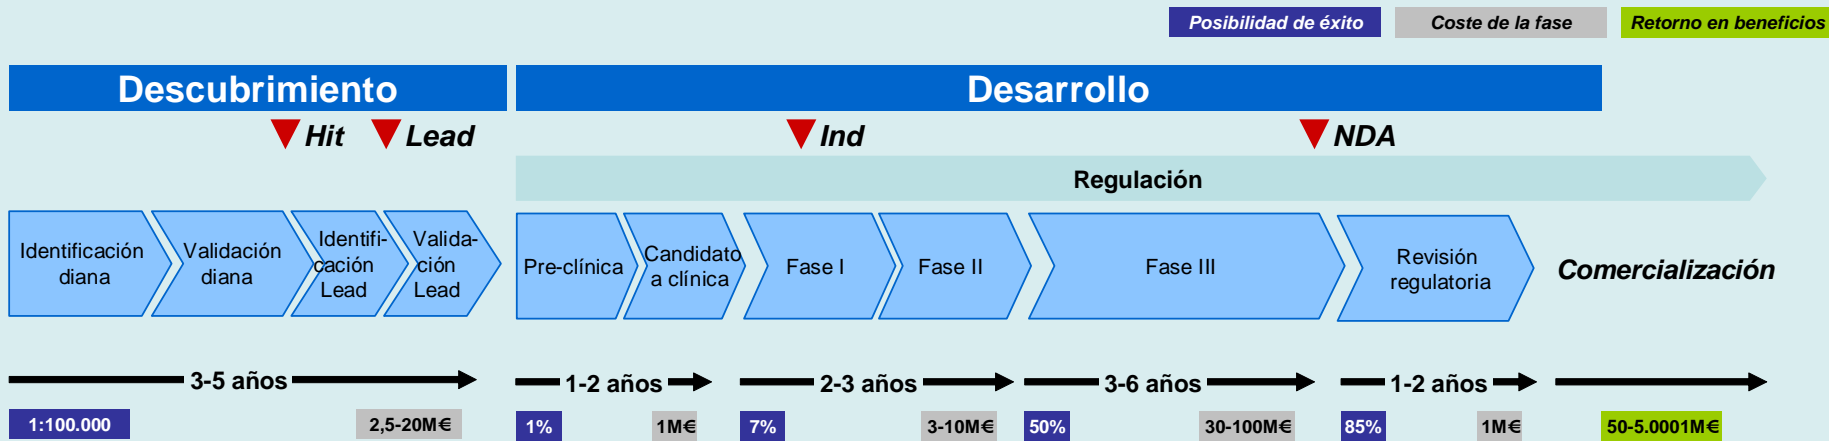 Posibilidad de éxito
Coste de la fase
Retorno en beneficios
Descubrimiento
Desarrollo
Hit
Lead
Ind
NDA
Regulación
Identificación
diana
Validación
diana
Identifi-
cación
Lead
Valida-
ción
Lead
Pre-clínica
Candidato
a clínica
Fase I
Fase II
Fase III
Revisión
regulatoria
Comercialización
3-5 años
1-2 años
2-3 años
3-6 años
1-2 años
1:100.000
2,5-20M€
1%
1M€
7%
3-10M€
50%
30-100M€
85%
1M€
50-5.0001M€